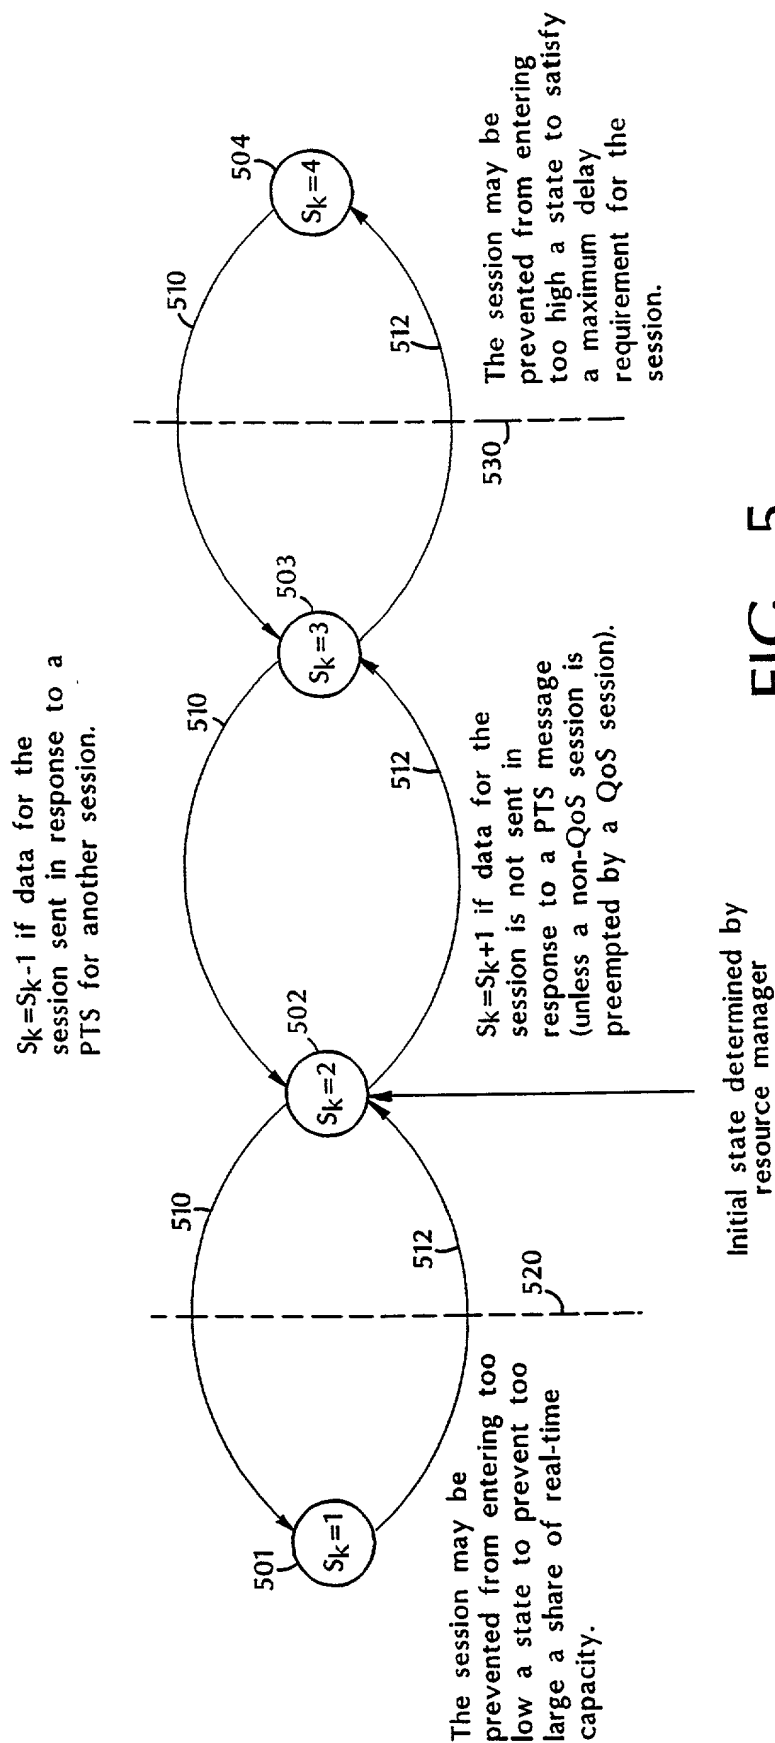 Sk=Sk-1 if data for the
session sent in response to a
PTS for another session.
510
510
510
501
Sk=1
502
Sk=2
503
Sk=3
504
Sk=4
512
512
512
520
530
The session may be
prevented from entering too
low a state to prevent too
large a share of real-time
capacity.
Sk=Sk+1 if data for the
session is not sent in
response to a PTS message
(unless a non-QoS session is
preempted by a QoS session).
The session may be
prevented from entering
too high a state to satisfy
a maximum delay
requirement for the
session.
Initial state determined by
resource manager
FIG. 5